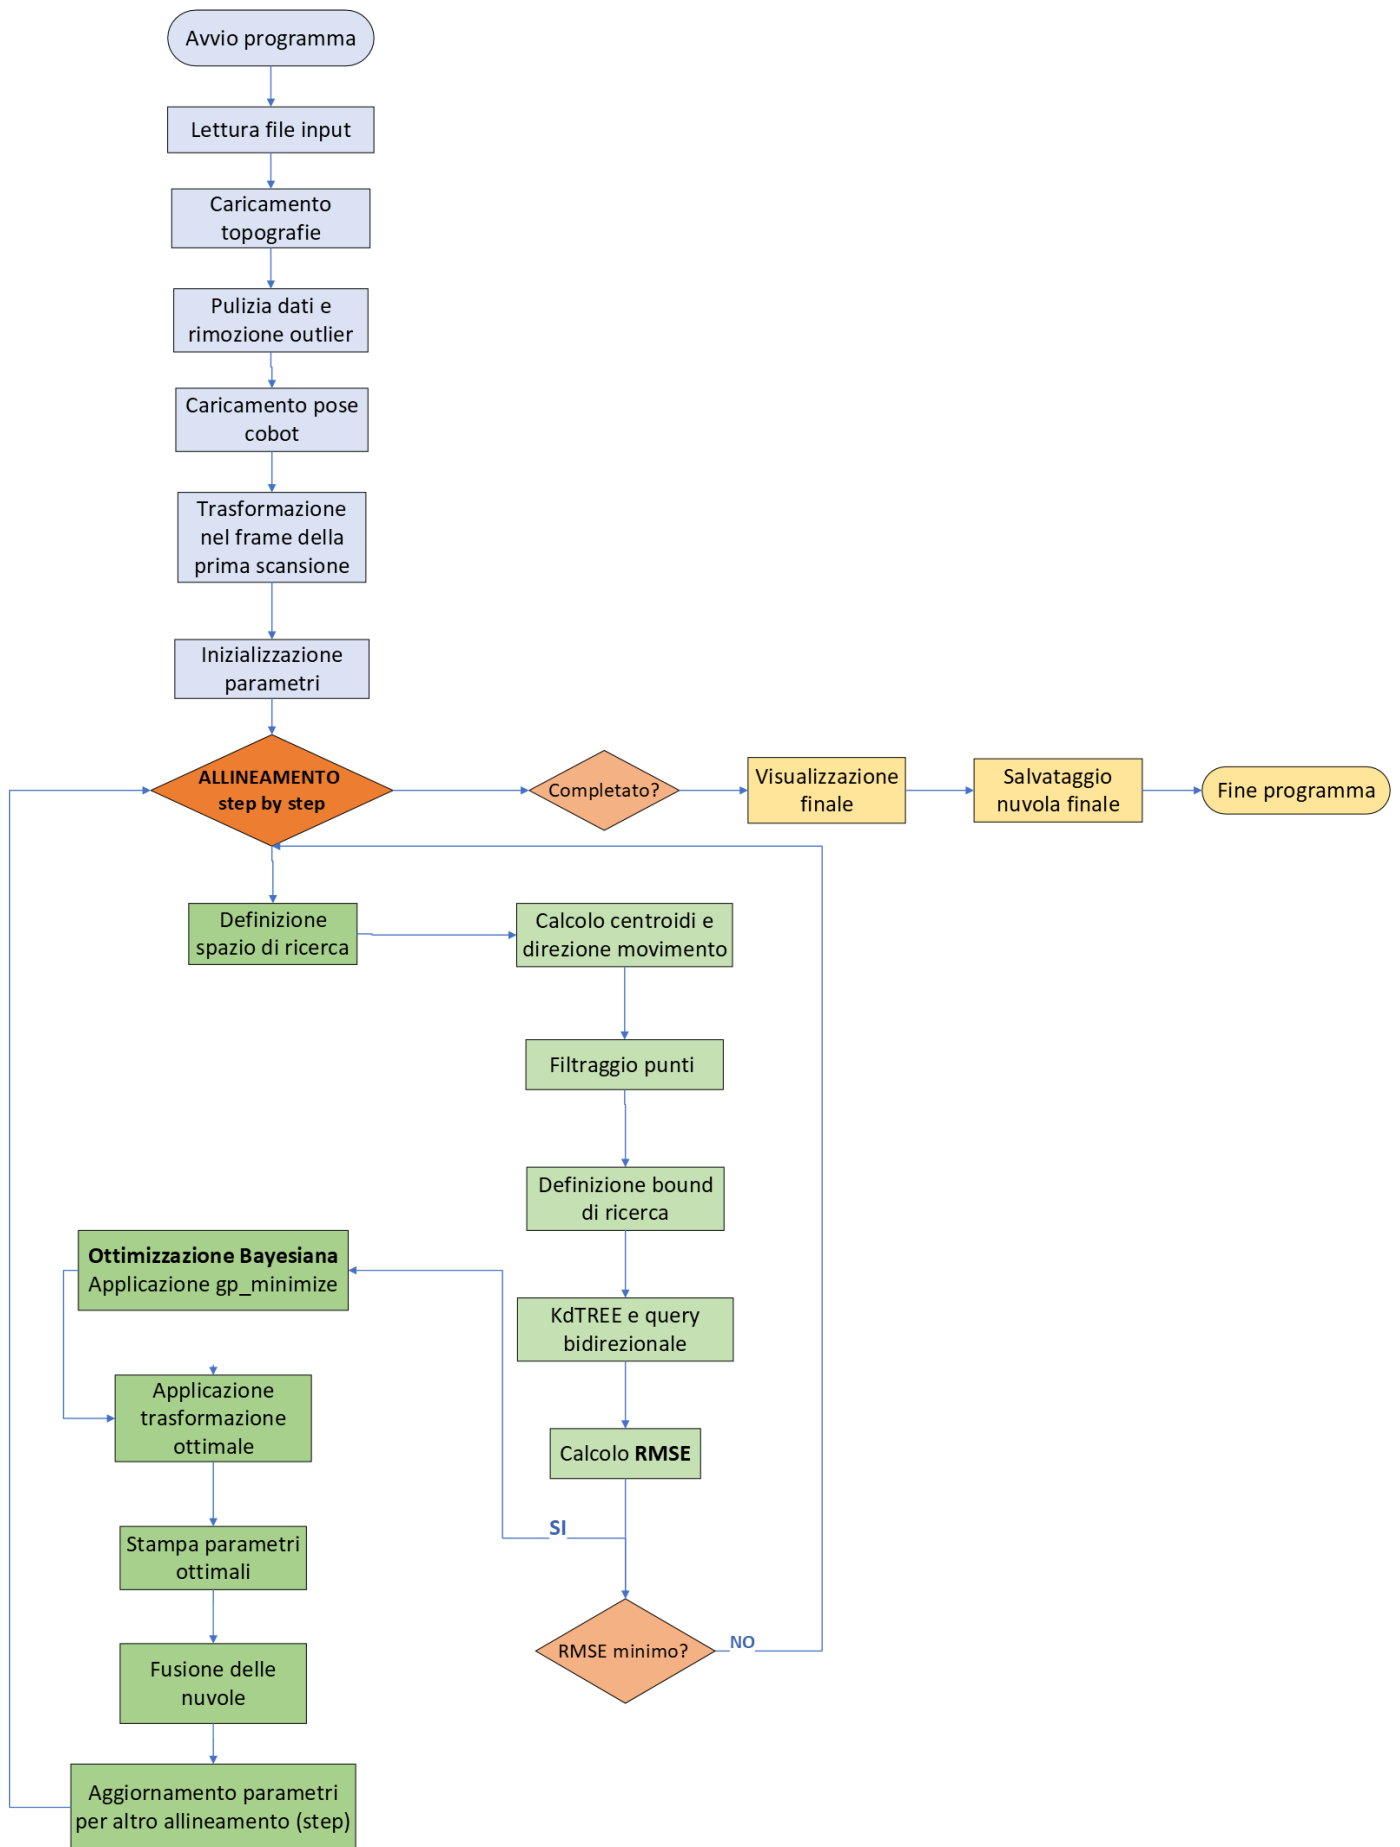 Avvio programma
Lettura file input
Caricamento
topografie
Pulizia dati e
rimozione outlier
Caricamento pose
cobot
Trasformazione
nel frame della
prima scansione
Inizializzazione
parametri
ALLINEAMENTO
step by step
Completato?
Visualizzazione
finale
Salvataggio
nuvola finale
Fine programma
Definizione
spazio di ricerca
Calcolo centroidi e
direzione movimento
Filtraggio punti
Definizione bound
di ricerca
KdTREE e query
bidirezionale
Calcolo RMSE
SI
RMSE minimo?
NO
Ottimizzazione Bayesiana
Applicazione gp_minimize
Applicazione
trasformazione
ottimale
Stampa parametri
ottimali
Fusione delle
nuvole
Aggiornamento parametri
per altro allineamento (step)